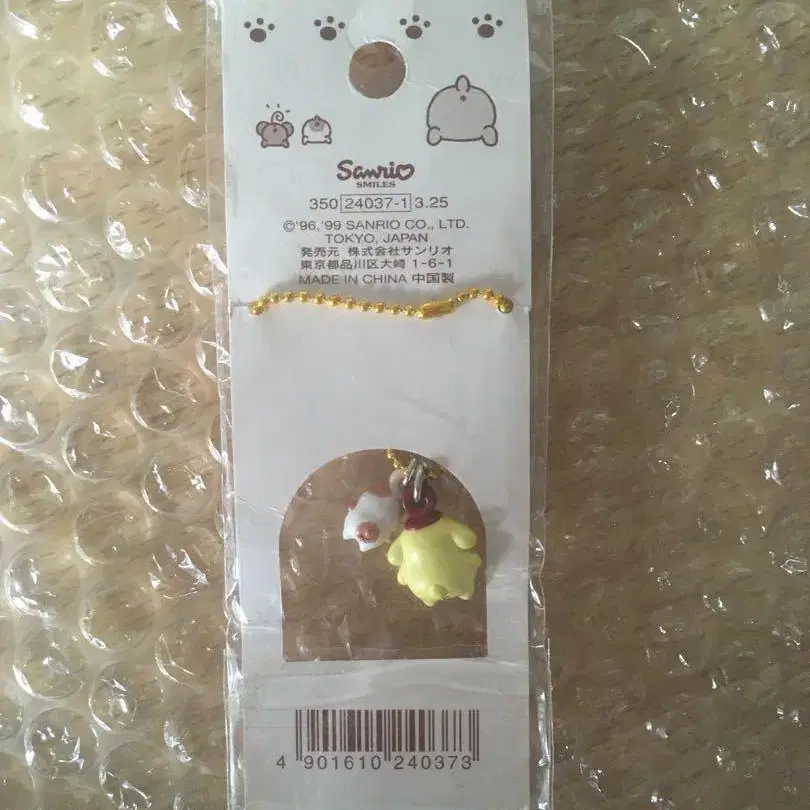 Sanrio
SMILES
350 24037-1 3.25
©'96,'99 SANRIO CO., LTD.
TOKYO, JAPAN
発売元 株式会社サンリオ
東京都品川区大崎 1-6-1
MADE IN CHINA 中国製
4 901610 240373